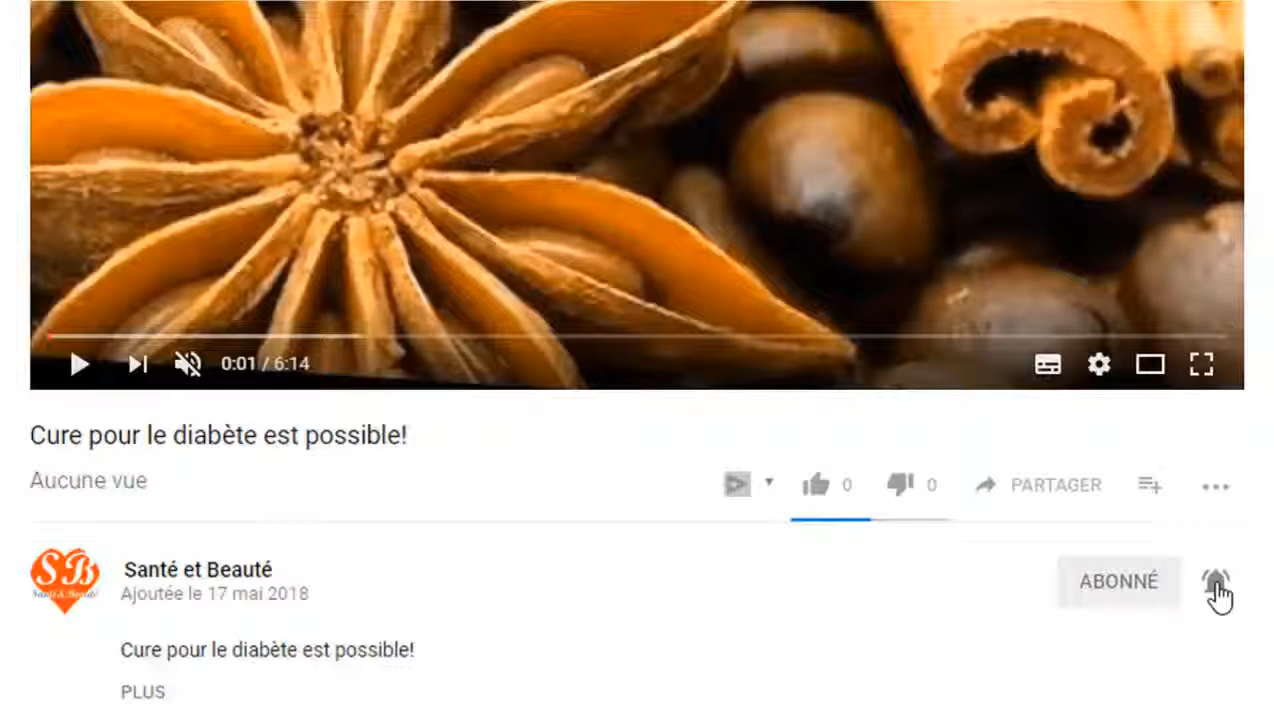 0:01 / 6:14
Cure pour le diabète est possible!
Aucune vue
0
0
PARTAGER
SB
Santé et Beauté
Ajoutée le 17 mai 2018
ABONNÉ
Cure pour le diabète est possible!
PLUS